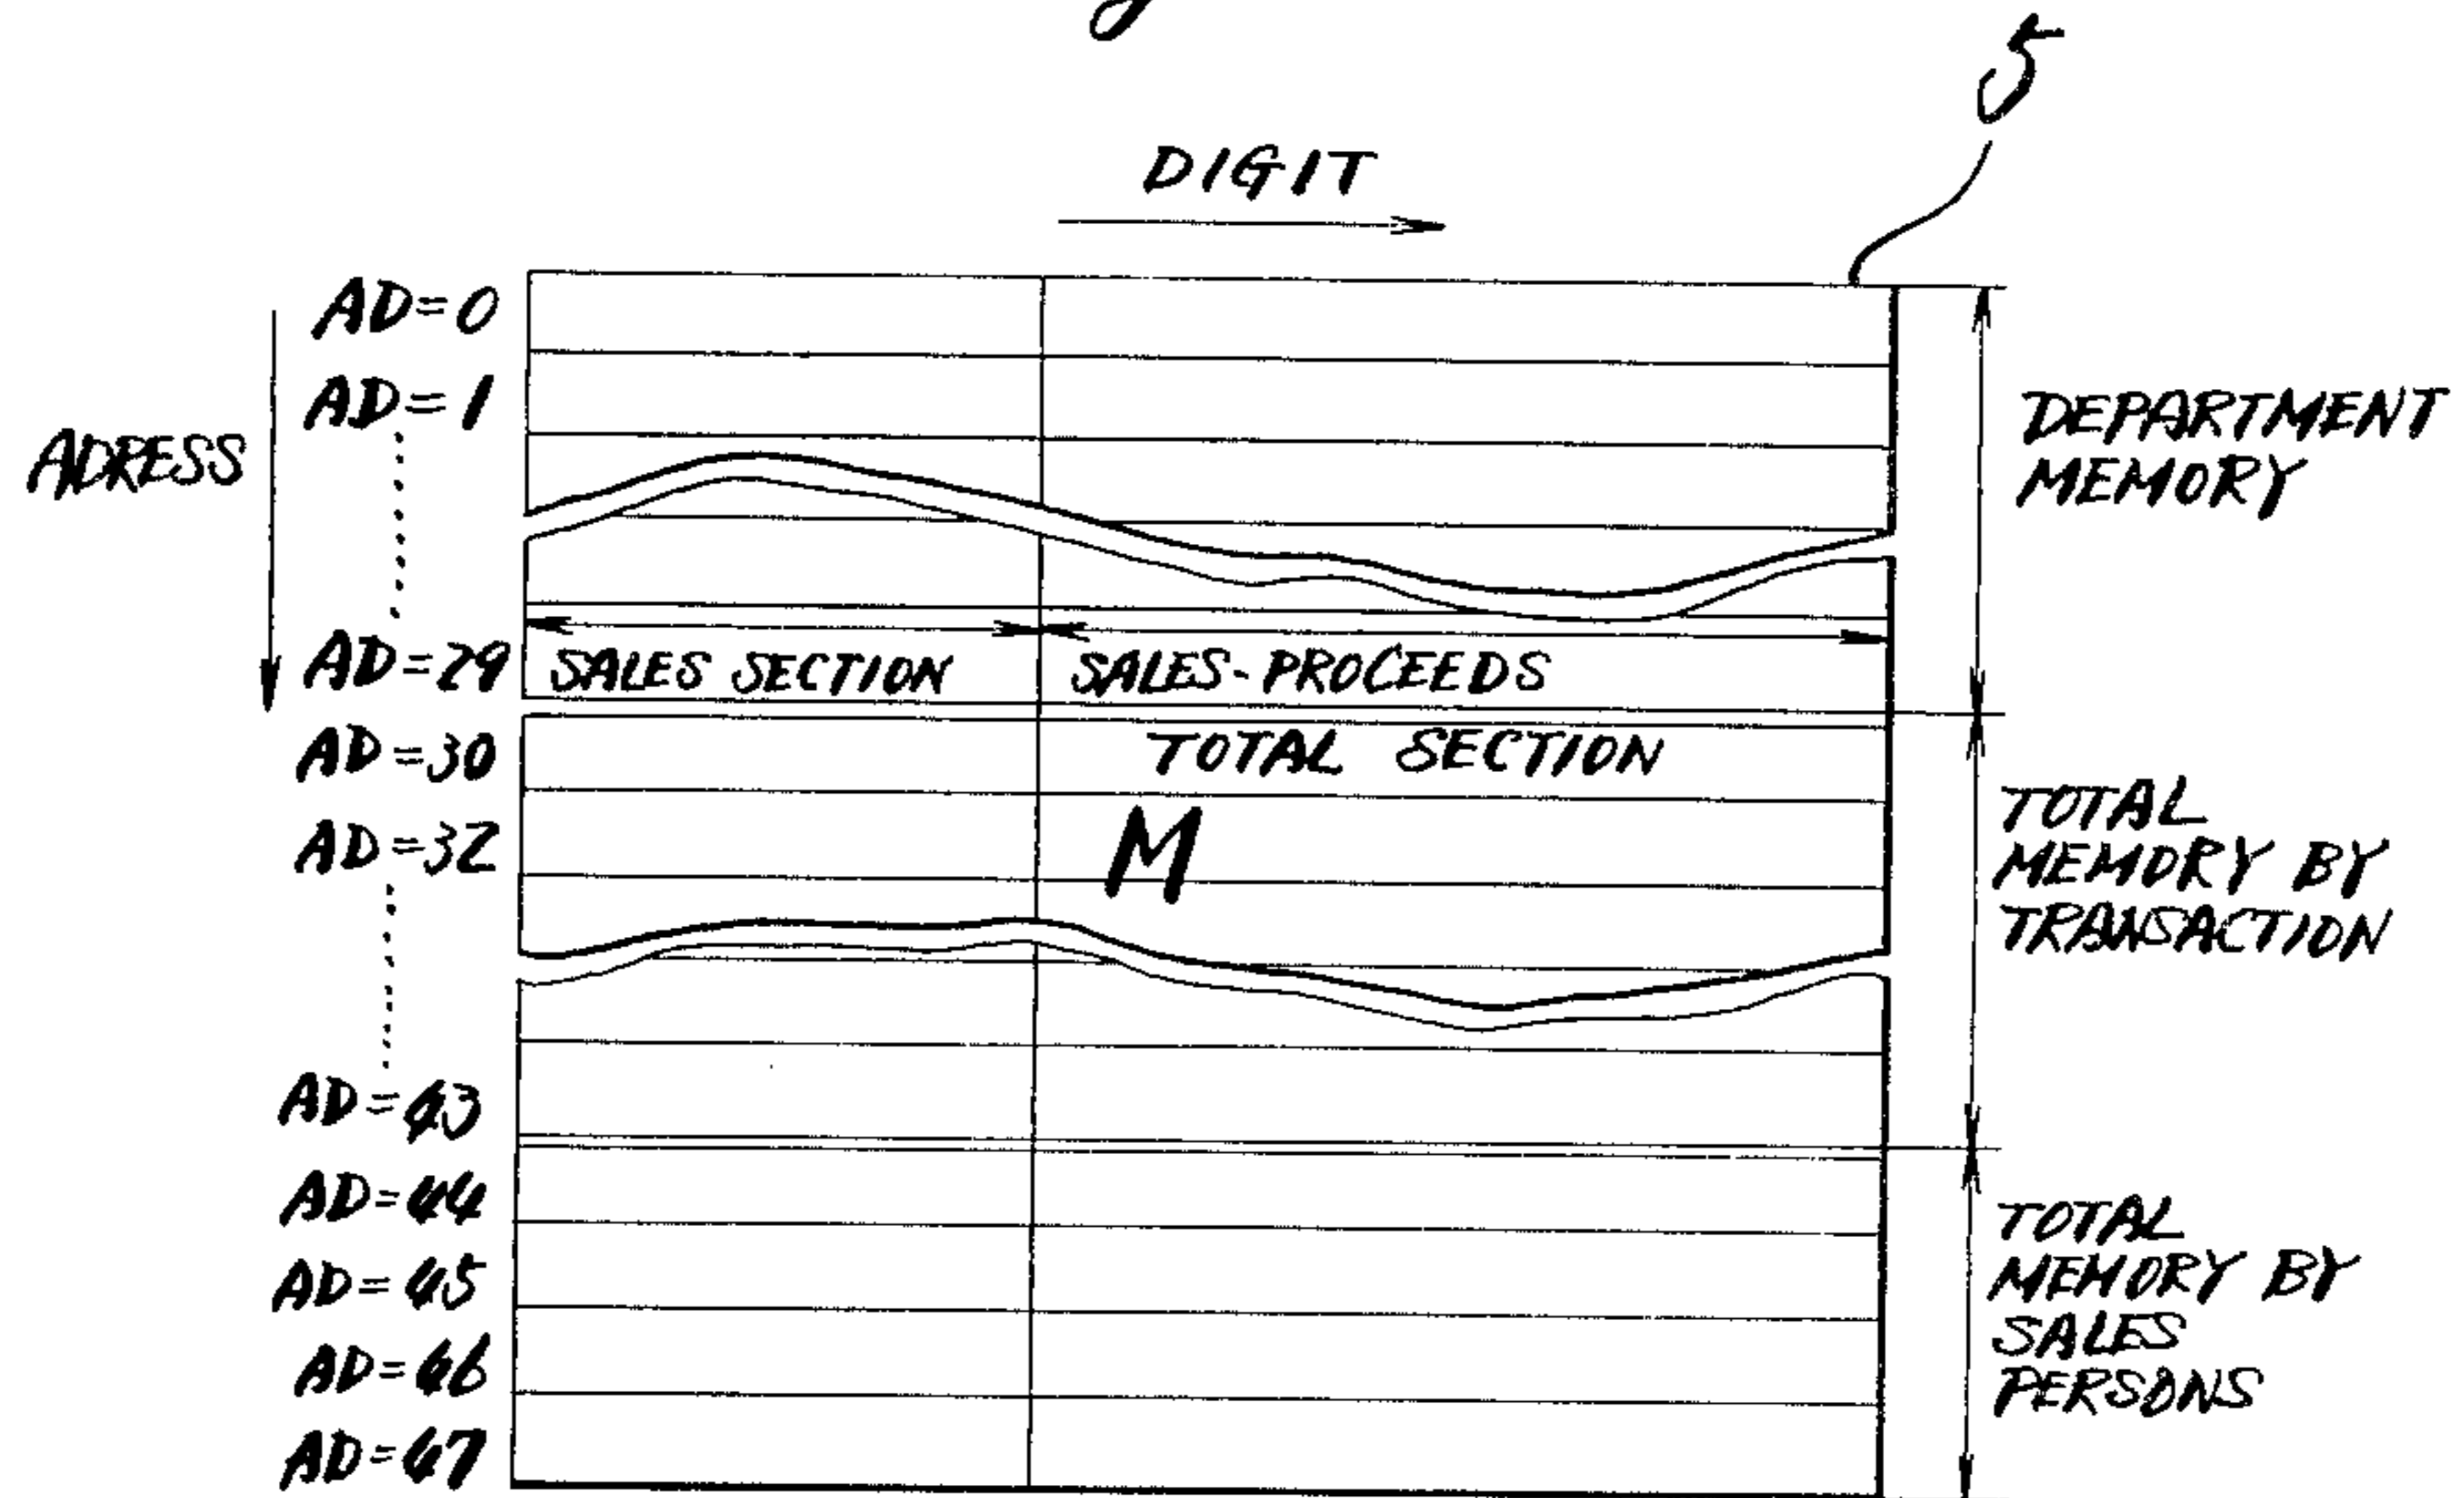 5
DIGIT
ADRESS
AD=0
AD=1
AD=29
AD=30
AD=32
AD=43
AD=44
AD=45
AD=46
AD=47
SALES SECTION
SALES-PROCEEDS
TOTAL SECTION
M
DEPARTMENT
MEMORY
TOTAL
MEMORY BY
TRANSACTION
TOTAL
MEMORY BY
SALES
PERSONS